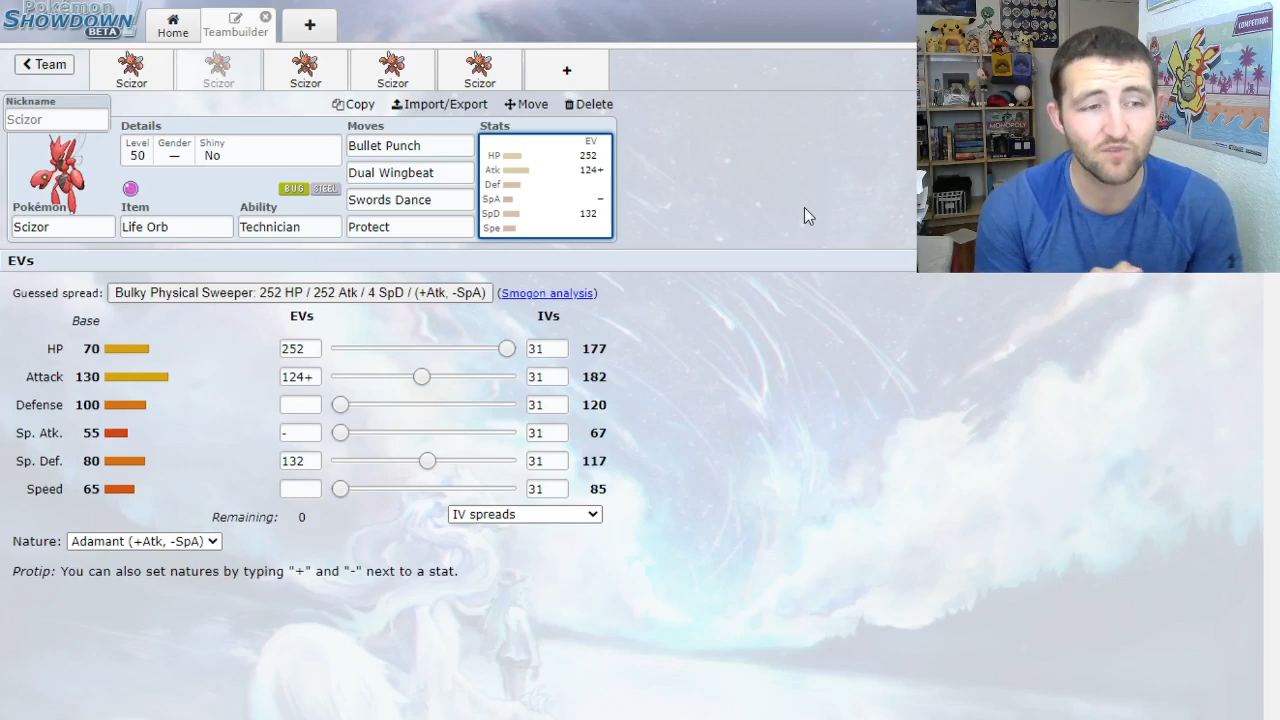 Pokémon
SHOWDOWN
BETA
Home
Teambuilder
+
Team
Scizor
Scizor
Scizor
Scizor
Scizor
+
Nickname
Scizor
Copy
Import/Export
Move
Delete
Details
Level
50
Gender
—
Shiny
No
BUG STEEL
Pokémon
Scizor
Item
Life Orb
Ability
Technician
Moves
Bullet Punch
Dual Wingbeat
Swords Dance
Protect
Stats
EV
HP 252
Atk 124+
Def
SpA −
SpD 132
Spe
EVs
Guessed spread: Bulky Physical Sweeper: 252 HP / 252 Atk / 4 SpD / (+Atk, -SpA) (Smogon analysis)
Base EVs IVs
HP 70 252 31 177
Attack 130 124+ 31 182
Defense 100 31 120
Sp. Atk. 55 - 31 67
Sp. Def. 80 132 31 117
Speed 65 31 85
Remaining: 0
IV spreads
Nature: Adamant (+Atk, -SpA)
Protip: You can also set natures by typing "+" and "-" next to a stat.
MONOPOLY
COMPETITOR